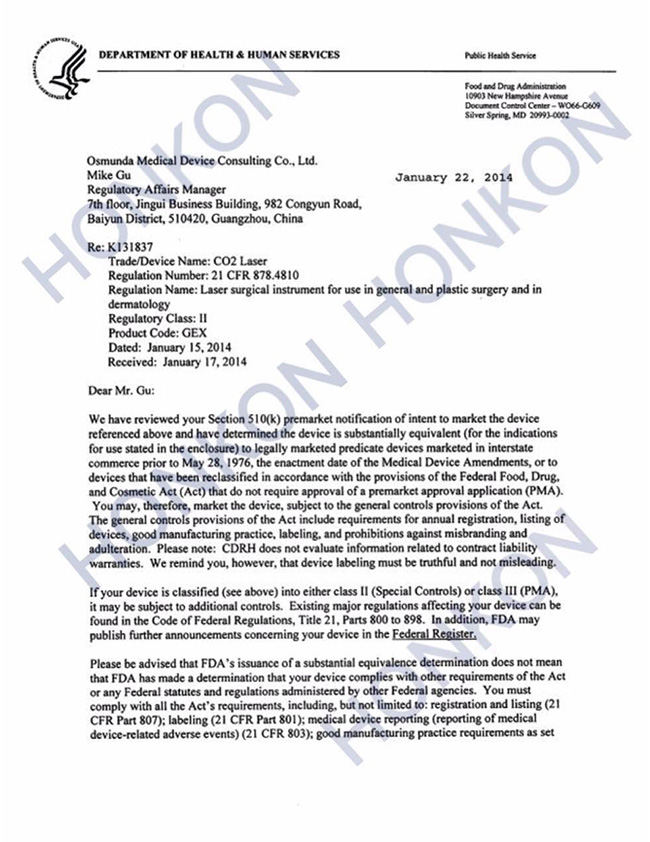 DEPARTMENT OF HEALTH & HUMAN SERVICES
Public Health Service
Food and Drug Administration
10903 New Hampshire Avenue
Document Control Center – WO66-G609
Silver Spring, MD 20993-0002
Osmunda Medical Device Consulting Co., Ltd.
Mike Gu
January 22, 2014
Regulatory Affairs Manager
7th floor, Jingui Business Building, 982 Congyun Road,
Baiyun District, 510420, Guangzhou, China
Re: K131837
Trade/Device Name: CO2 Laser
Regulation Number: 21 CFR 878.4810
Regulation Name: Laser surgical instrument for use in general and plastic surgery and in
dermatology
Regulatory Class: II
Product Code: GEX
Dated: January 15, 2014
Received: January 17, 2014
Dear Mr. Gu:
We have reviewed your Section 510(k) premarket notification of intent to market the device
referenced above and have determined the device is substantially equivalent (for the indications
for use stated in the enclosure) to legally marketed predicate devices marketed in interstate
commerce prior to May 28, 1976, the enactment date of the Medical Device Amendments, or to
devices that have been reclassified in accordance with the provisions of the Federal Food, Drug,
and Cosmetic Act (Act) that do not require approval of a premarket approval application (PMA).
You may, therefore, market the device, subject to the general controls provisions of the Act.
The general controls provisions of the Act include requirements for annual registration, listing of
devices, good manufacturing practice, labeling, and prohibitions against misbranding and
adulteration. Please note: CDRH does not evaluate information related to contract liability
warranties. We remind you, however, that device labeling must be truthful and not misleading.
If your device is classified (see above) into either class II (Special Controls) or class III (PMA),
it may be subject to additional controls. Existing major regulations affecting your device can be
found in the Code of Federal Regulations, Title 21, Parts 800 to 898. In addition, FDA may
publish further announcements concerning your device in the Federal Register.
Please be advised that FDA's issuance of a substantial equivalence determination does not mean
that FDA has made a determination that your device complies with other requirements of the Act
or any Federal statutes and regulations administered by other Federal agencies. You must
comply with all the Act's requirements, including, but not limited to: registration and listing (21
CFR Part 807); labeling (21 CFR Part 801); medical device reporting (reporting of medical
device-related adverse events) (21 CFR 803); good manufacturing practice requirements as set
HONKON
HONKON
HONKON
HONKON